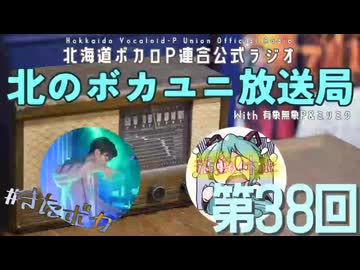 Hokkaido Vocaloid-P Union Official Radio
北海道ボカロP連合公式ラジオ
北のボカユニ放送局
With 有象無象P&ミリミク
#きたボカ
第38回